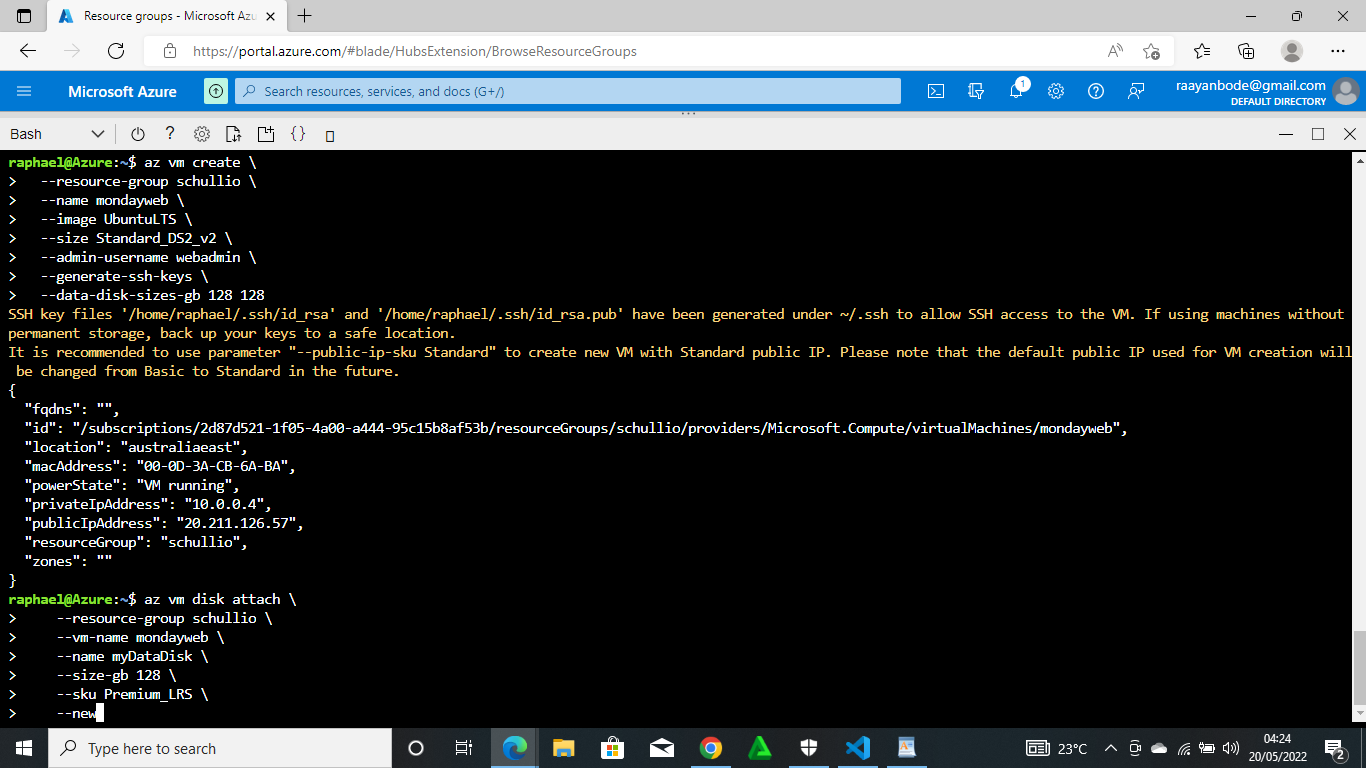 Resource groups - Microsoft Azu
https://portal.azure.com/#blade/HubsExtension/BrowseResourceGroups
Microsoft Azure
Search resources, services, and docs (G+/)
1
raayanbode@gmail.com
DEFAULT DIRECTORY
Bash
raphael@Azure:~$ az vm create \
>   --resource-group schullio \
>   --name mondayweb \
>   --image UbuntuLTS \
>   --size Standard_DS2_v2 \
>   --admin-username webadmin \
>   --generate-ssh-keys \
>   --data-disk-sizes-gb 128 128
SSH key files '/home/raphael/.ssh/id_rsa' and '/home/raphael/.ssh/id_rsa.pub' have been generated under ~/.ssh to allow SSH access to the VM. If using machines without
permanent storage, back up your keys to a safe location.
It is recommended to use parameter "--public-ip-sku Standard" to create new VM with Standard public IP. Please note that the default public IP used for VM creation will
 be changed from Basic to Standard in the future.
{
  "fqdns": "",
  "id": "/subscriptions/2d87d521-1f05-4a00-a444-95c15b8af53b/resourceGroups/schullio/providers/Microsoft.Compute/virtualMachines/mondayweb",
  "location": "australiaeast",
  "macAddress": "00-0D-3A-CB-6A-BA",
  "powerState": "VM running",
  "privateIpAddress": "10.0.0.4",
  "publicIpAddress": "20.211.126.57",
  "resourceGroup": "schullio",
  "zones": ""
}
raphael@Azure:~$ az vm disk attach \
>     --resource-group schullio \
>     --vm-name mondayweb \
>     --name myDataDisk \
>     --size-gb 128 \
>     --sku Premium_LRS \
>     --new
Type here to search
23°C
04:24
20/05/2022
2